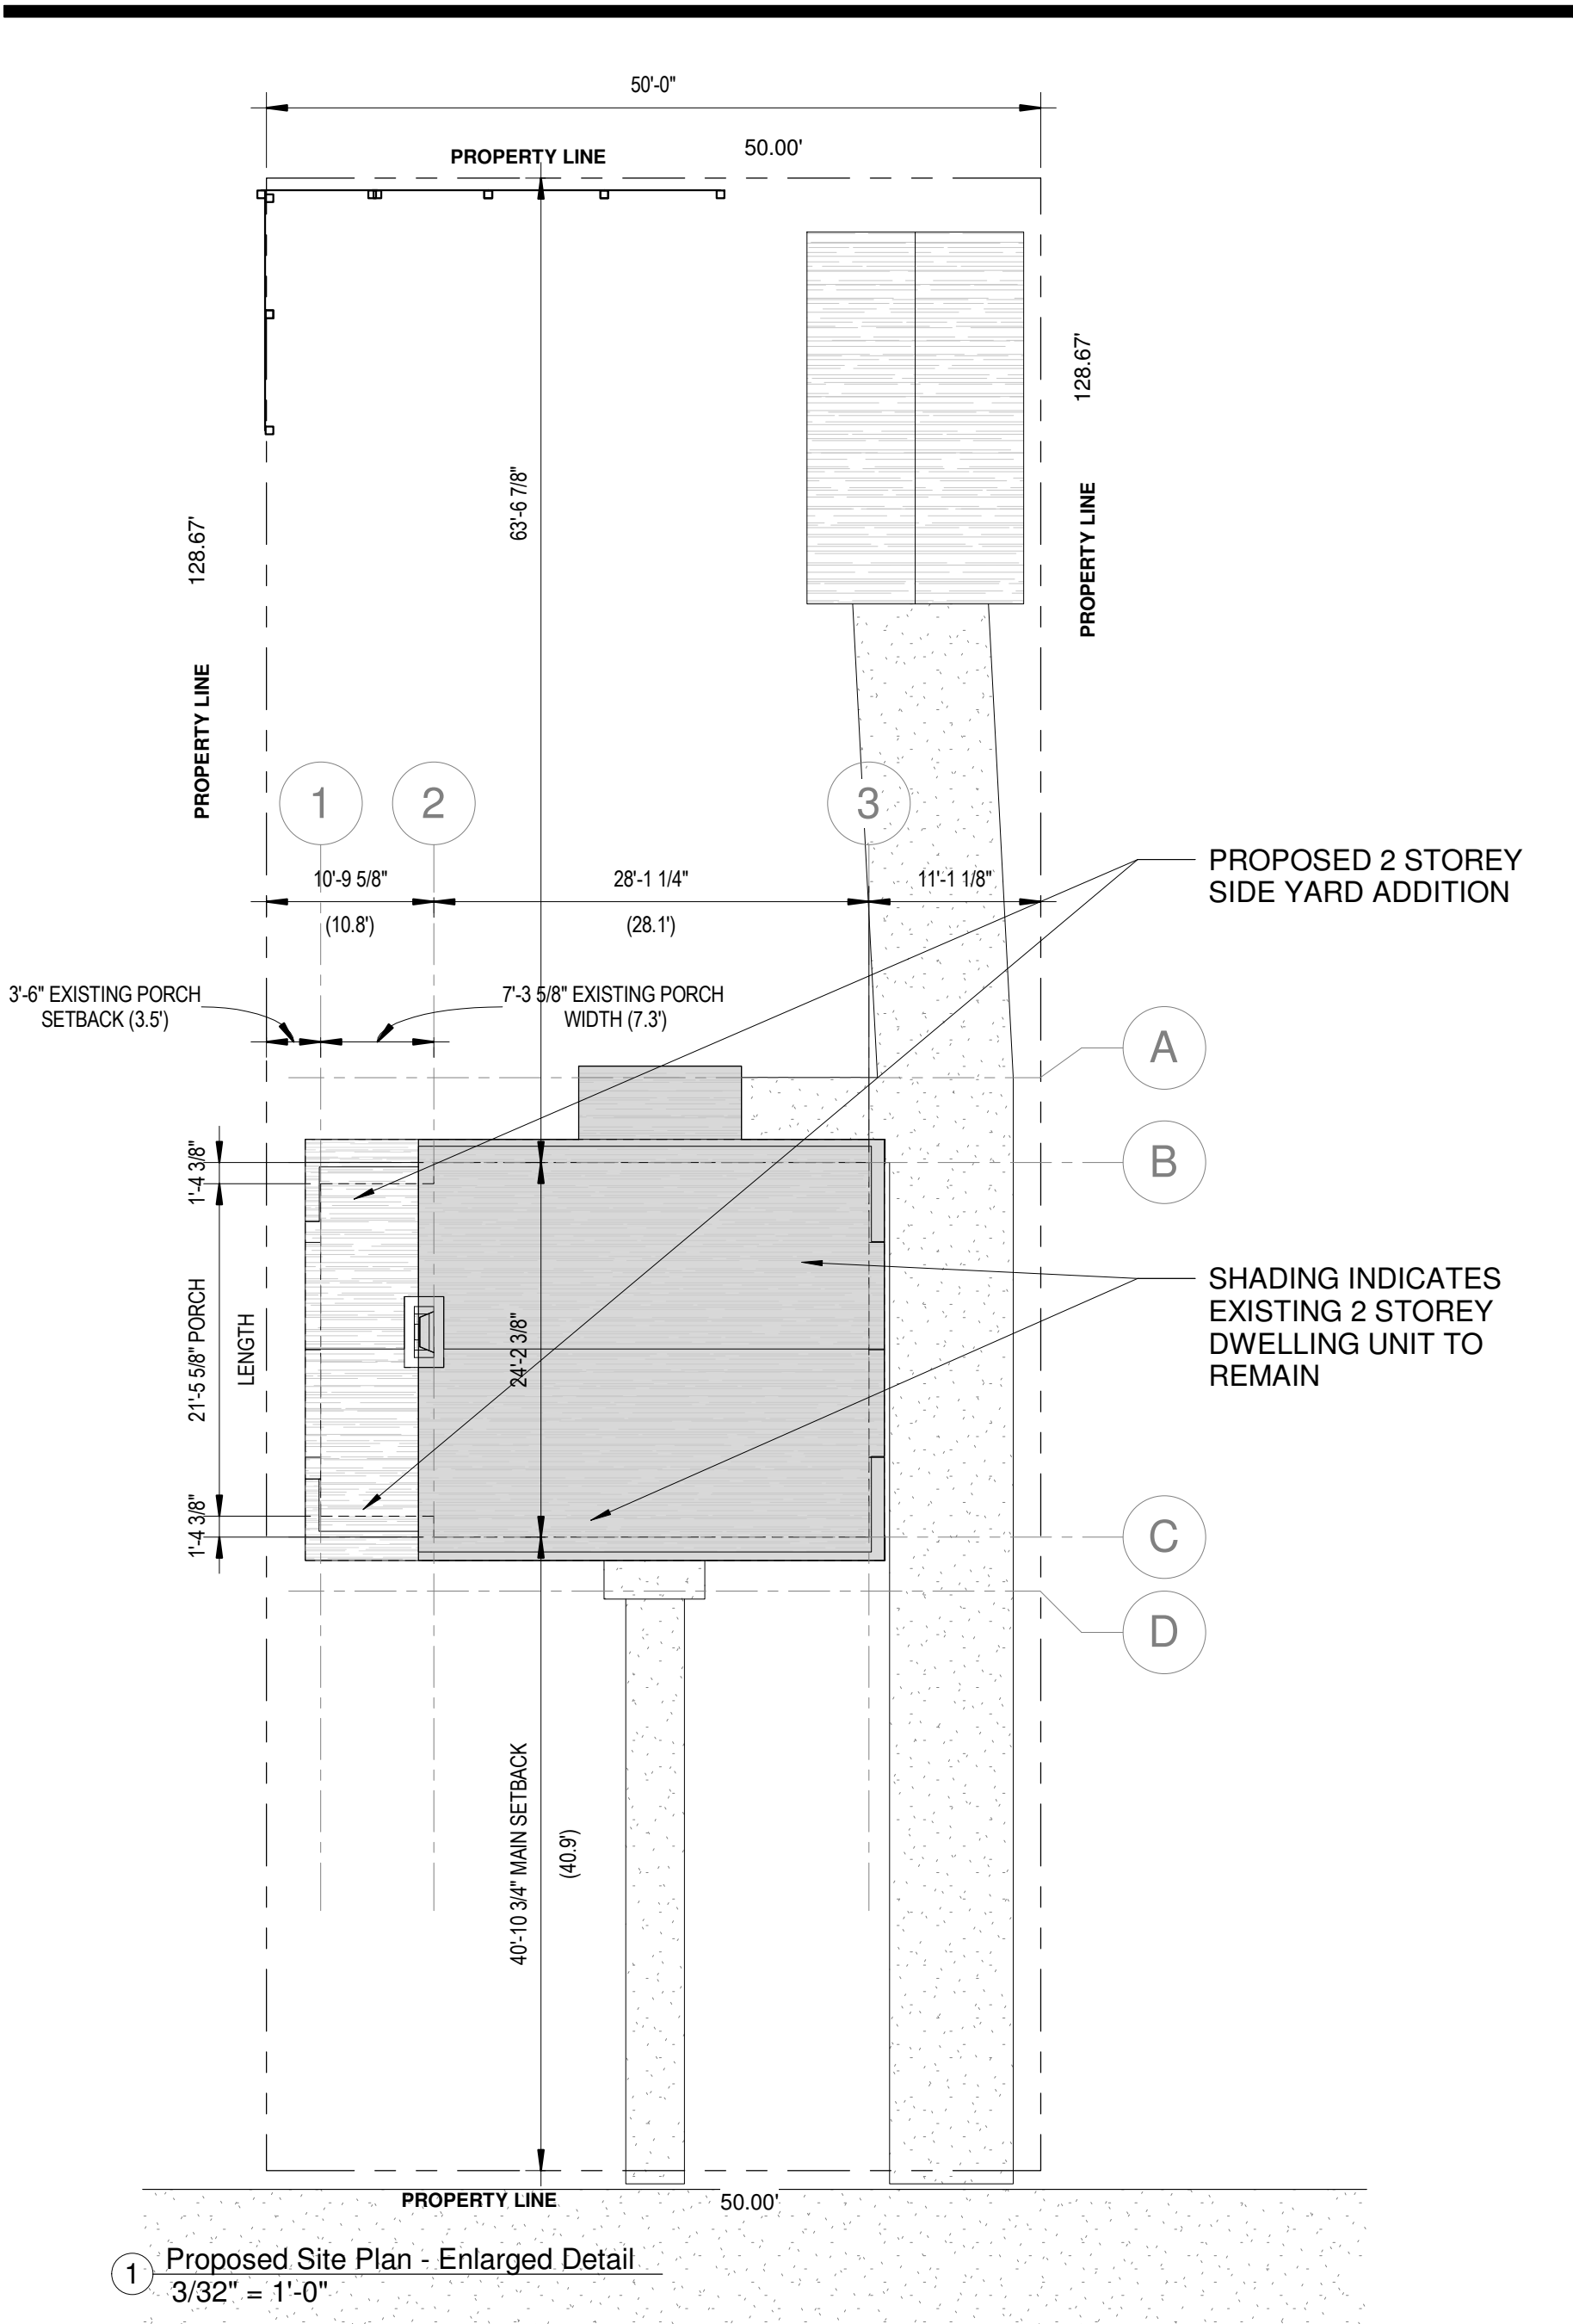 50'-0"
PROPERTY LINE
50.00'
128.67'
63'-6 7/8"
PROPERTY LINE
128.67'
PROPERTY LINE
1
2
3
PROPOSED 2 STOREY
SIDE YARD ADDITION
10'-9 5/8"
(10.8')
28'-1 1/4"
(28.1')
11'-1 1/8"
3'-6" EXISTING PORCH
SETBACK (3.5')
7'-3 5/8" EXISTING PORCH
WIDTH (7.3')
A
B
1'-4 3/8"
SHADING INDICATES
EXISTING 2 STOREY
DWELLING UNIT TO
REMAIN
21'-5 5/8" PORCH
LENGTH
24'-2 3/8"
1'-4 3/8"
C
D
40'-10 3/4" MAIN SETBACK
(40.9')
PROPERTY LINE
50.00'
1
Proposed Site Plan - Enlarged Detail
3/32" = 1'-0"